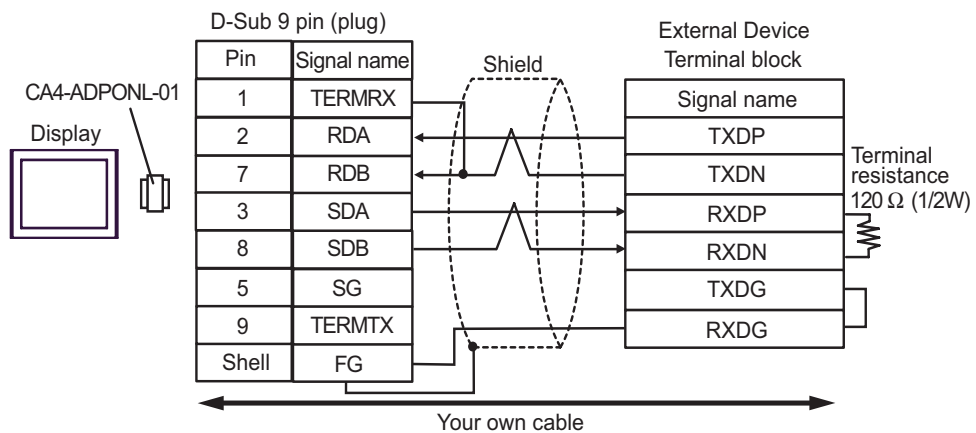 D-Sub 9 pin (plug)
External Device
Terminal block
Pin Signal name
Shield
Signal name
CA4-ADPONL-01
Display
1 TERMRX
2 RDA TXDP
7 RDB TXDN
3 SDA RXDP
8 SDB RXDN
5 SG TXDG
9 TERMTX RXDG
Shell FG
Terminal
resistance
120 Ω (1/2W)
Your own cable